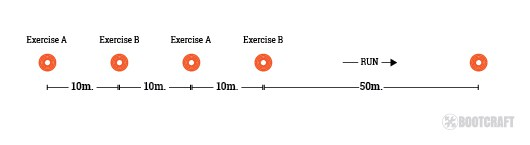 Exercise A
Exercise B
Exercise A
Exercise B
RUN
10m.
10m.
10m.
50m.
BOOTCRAFT